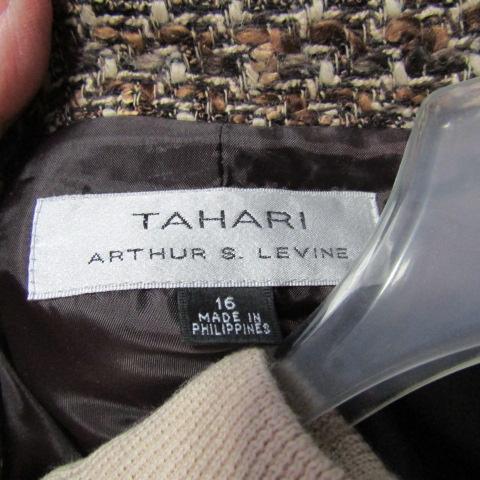 TAHARI
ARTHUR S. LEVINE
16
MADE IN
PHILIPPINES